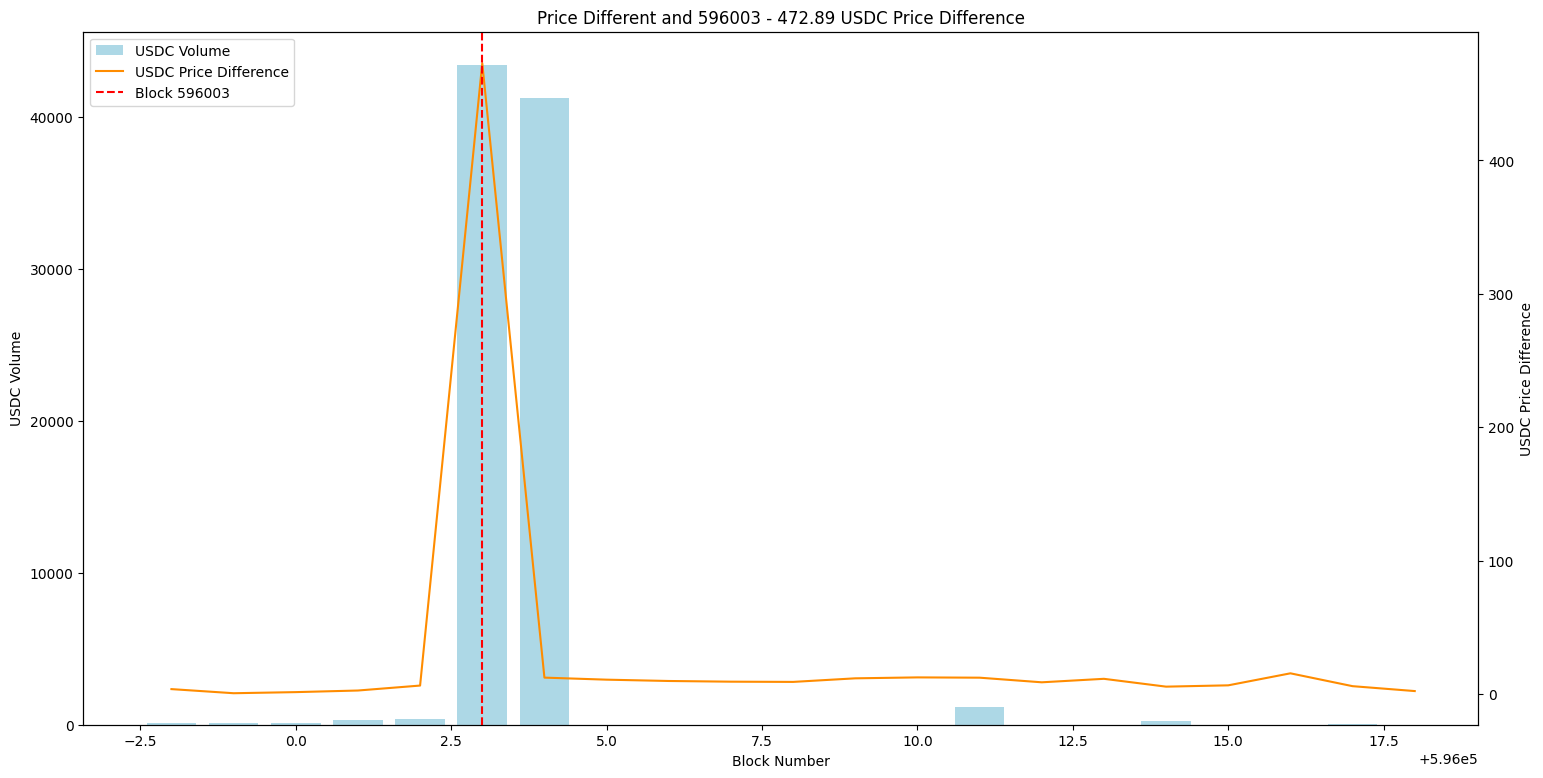 Price Different and 596003 - 472.89 USDC Price Difference
USDC Volume
USDC Price Difference
Block 596003
40000
30000
20000
10000
0
USDC Volume
400
300
200
100
0
USDC Price Difference
−2.5
0.0
2.5
5.0
7.5
10.0
12.5
15.0
17.5
+5.96e5
Block Number